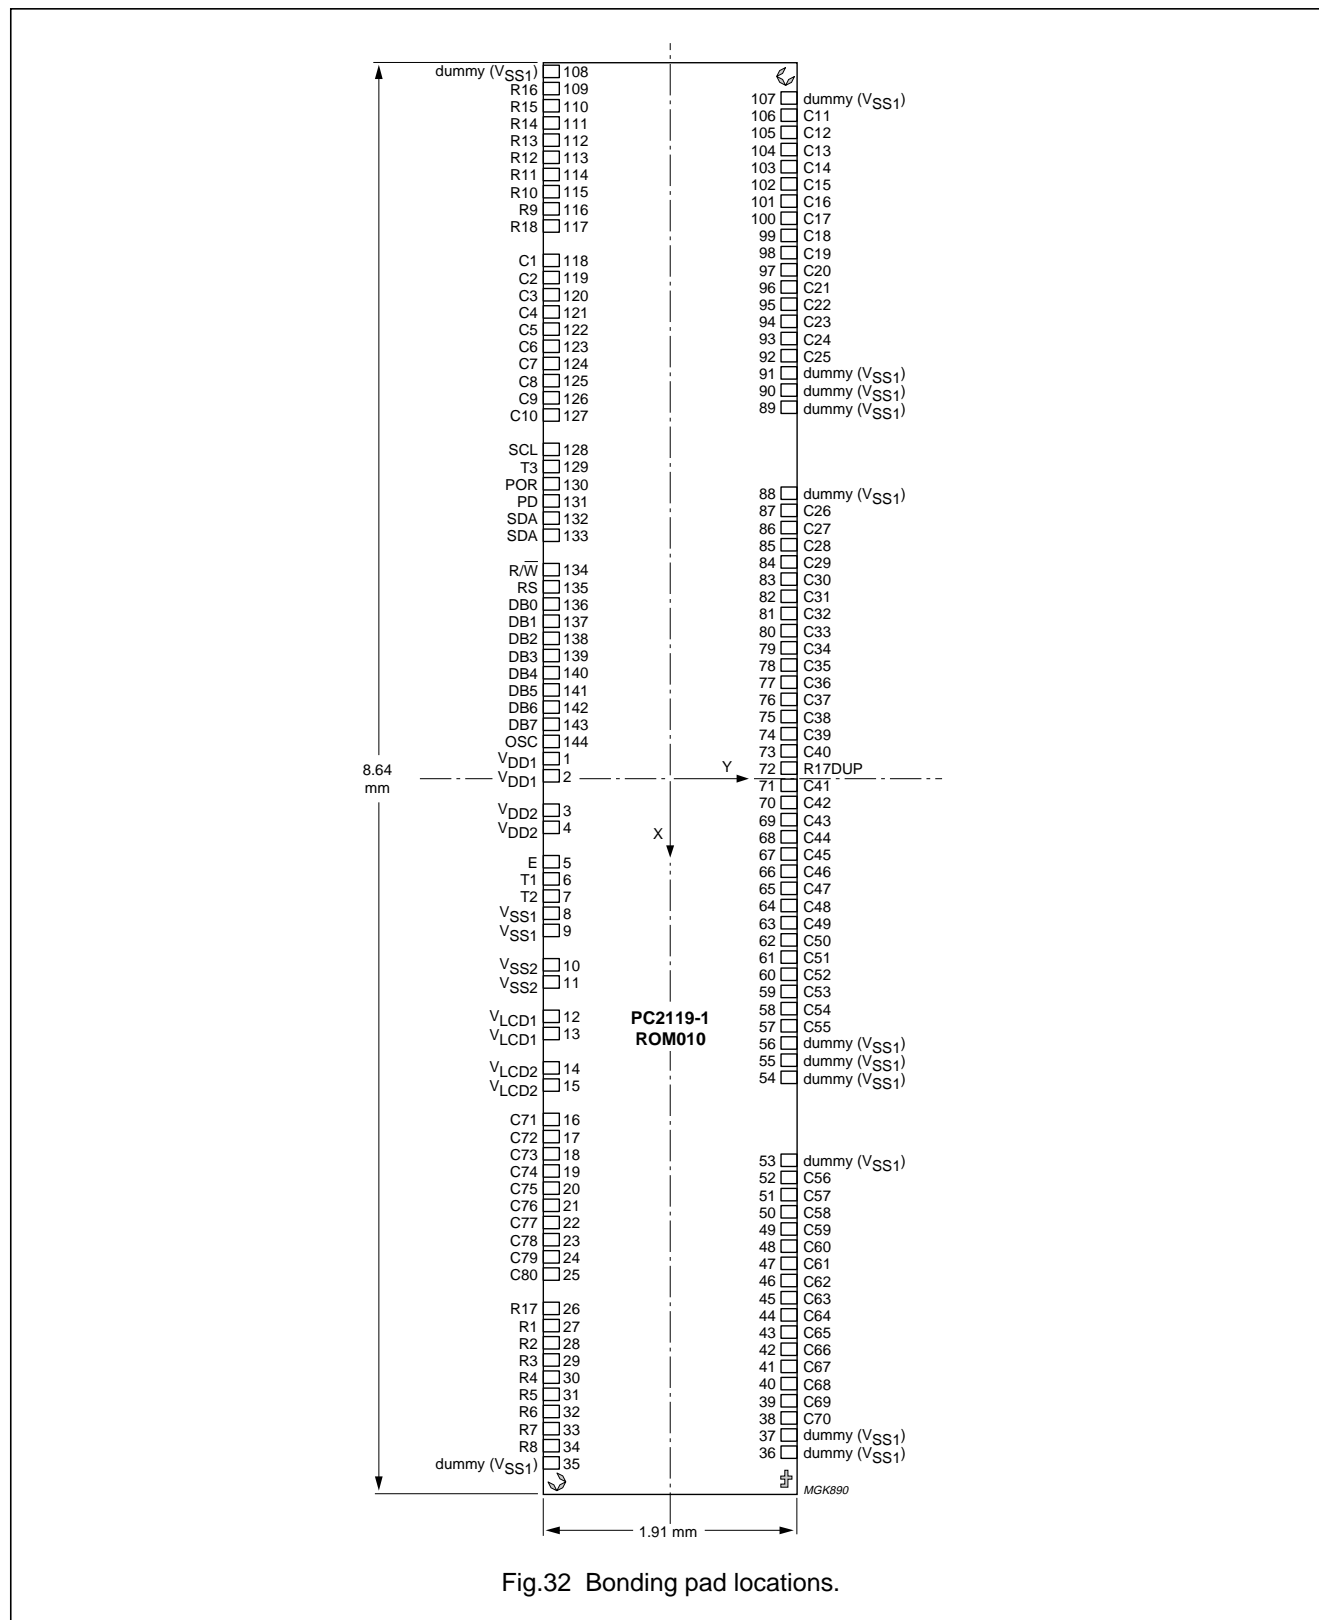 dummy (VSS1) 108
R16 109
R15 110
R14 111
R13 112
R12 113
R11 114
R10 115
R9 116
R18 117
C1 118
C2 119
C3 120
C4 121
C5 122
C6 123
C7 124
C8 125
C9 126
C10 127
SCL 128
T3 129
POR 130
PD 131
SDA 132
SDA 133
R/W̅ 134
RS 135
DB0 136
DB1 137
DB2 138
DB3 139
DB4 140
DB5 141
DB6 142
DB7 143
OSC 144
VDD1 1
VDD1 2
VDD2 3
VDD2 4
E 5
T1 6
T2 7
VSS1 8
VSS1 9
VSS2 10
VSS2 11
VLCD1 12
VLCD1 13
VLCD2 14
VLCD2 15
C71 16
C72 17
C73 18
C74 19
C75 20
C76 21
C77 22
C78 23
C79 24
C80 25
R17 26
R1 27
R2 28
R3 29
R4 30
R5 31
R6 32
R7 33
R8 34
dummy (VSS1) 35
8.64
mm
Y
X
PC2119-1
ROM010
107 dummy (VSS1)
106 C11
105 C12
104 C13
103 C14
102 C15
101 C16
100 C17
99 C18
98 C19
97 C20
96 C21
95 C22
94 C23
93 C24
92 C25
91 dummy (VSS1)
90 dummy (VSS1)
89 dummy (VSS1)
88 dummy (VSS1)
87 C26
86 C27
85 C28
84 C29
83 C30
82 C31
81 C32
80 C33
79 C34
78 C35
77 C36
76 C37
75 C38
74 C39
73 C40
72 R17DUP
71 C41
70 C42
69 C43
68 C44
67 C45
66 C46
65 C47
64 C48
63 C49
62 C50
61 C51
60 C52
59 C53
58 C54
57 C55
56 dummy (VSS1)
55 dummy (VSS1)
54 dummy (VSS1)
53 dummy (VSS1)
52 C56
51 C57
50 C58
49 C59
48 C60
47 C61
46 C62
45 C63
44 C64
43 C65
42 C66
41 C67
40 C68
39 C69
38 C70
37 dummy (VSS1)
36 dummy (VSS1)
MGK890
1.91 mm
Fig.32 Bonding pad locations.